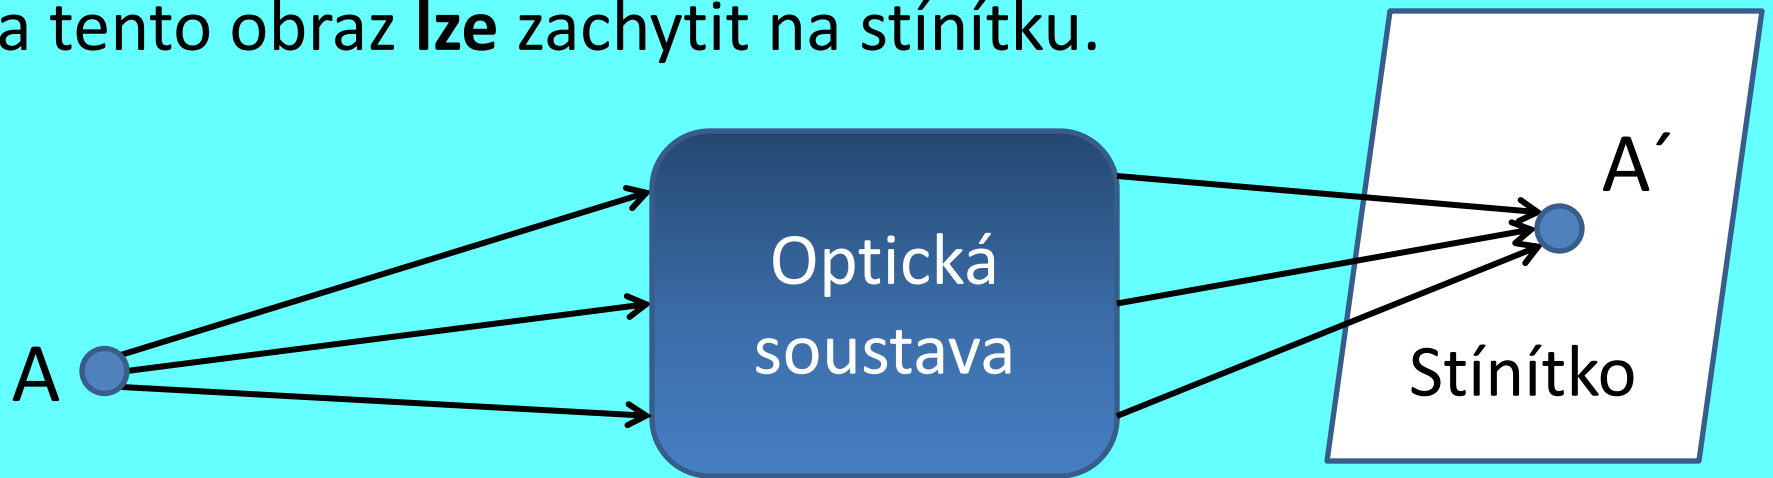 a tento obraz lze zachytit na stínítku.
A´
Optická
soustava
A
Stínítko